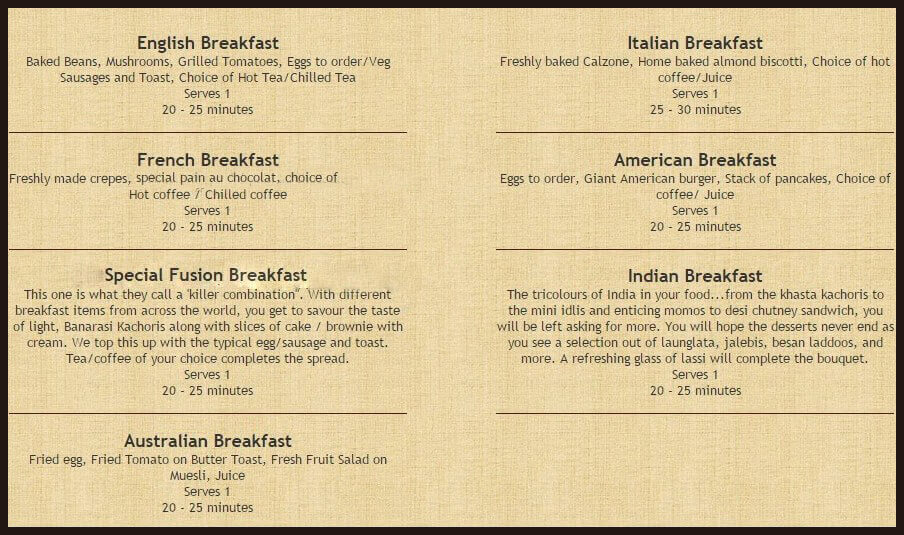 English Breakfast
Baked Beans, Mushrooms, Grilled Tomatoes, Eggs to order/Veg
Sausages and Toast, Choice of Hot Tea/Chilled Tea
Serves 1
20 - 25 minutes
Italian Breakfast
Freshly baked Calzone, Home baked almond biscotti, Choice of hot
coffee/Juice
Serves 1
25 - 30 minutes
French Breakfast
Freshly made crepes, special pain au chocolat, choice of
Hot coffee / Chilled coffee
Serves 1
20 - 25 minutes
American Breakfast
Eggs to order, Giant American burger, Stack of pancakes, Choice of
coffee/ Juice
Serves 1
20 - 25 minutes
Special Fusion Breakfast
This one is what they call a 'killer combination". With different
breakfast items from across the world, you get to savour the taste
of light, Banarasi Kachoris along with slices of cake / brownie with
cream. We top this up with the typical egg/sausage and toast.
Tea/coffee of your choice completes the spread.
Serves 1
20 - 25 minutes
Indian Breakfast
The tricolours of India in your food...from the khasta kachoris to
the mini idlis and enticing momos to desi chutney sandwich, you
will be left asking for more. You will hope the desserts never end as
you see a selection out of launglata, jalebis, besan laddoos, and
more. A refreshing glass of lassi will complete the bouquet.
Serves 1
20 - 25 minutes
Australian Breakfast
Fried egg, Fried Tomato on Butter Toast, Fresh Fruit Salad on
Muesli, Juice
Serves 1
20 - 25 minutes